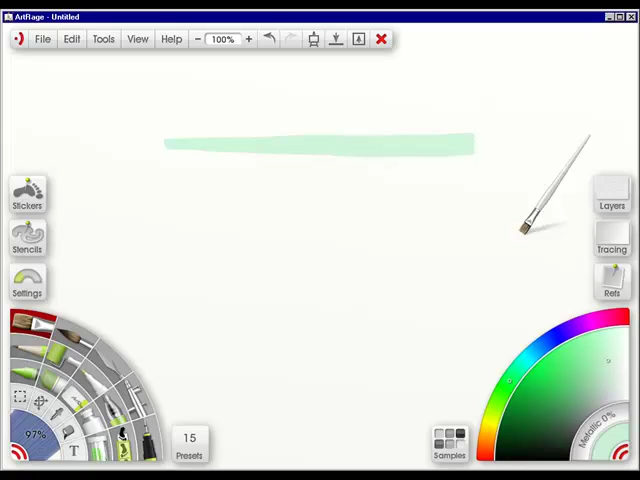 ArtRage - Untitled
File Edit Tools View Help - 100% +
Stickers
Layers
Stencils
Tracing
Settings
Refs
Metallic 0%
97%
T
15
Presets
Samples